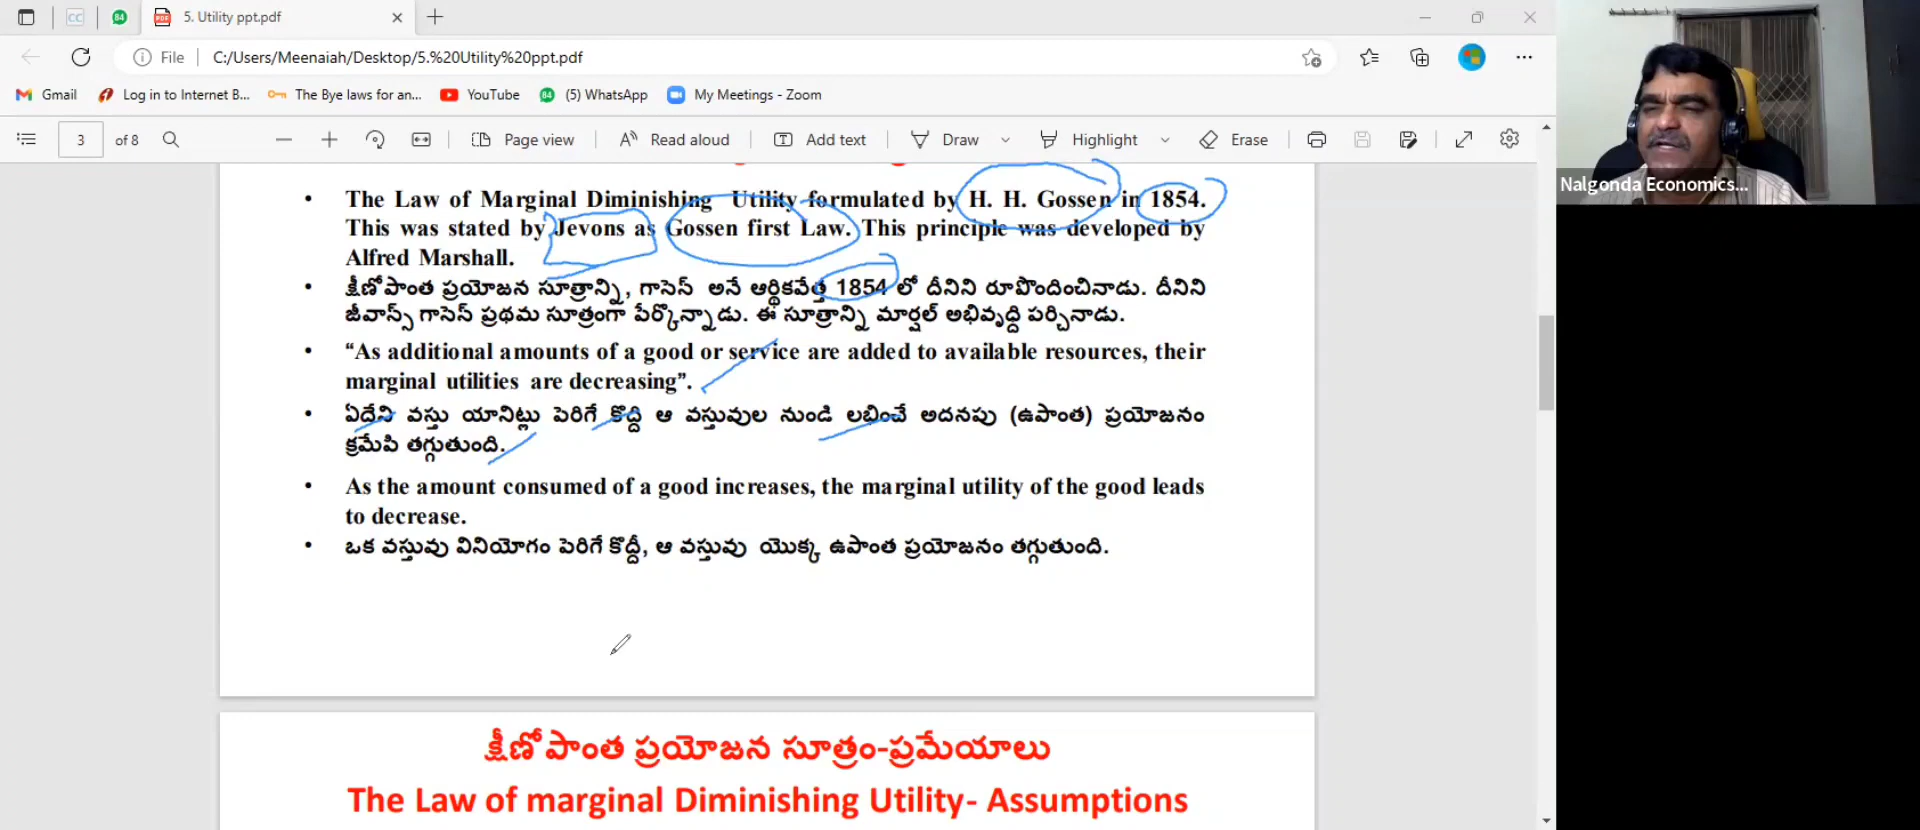 5. Utility ppt.pdf
File
C:/Users/Meenaiah/Desktop/5.%20Utility%20ppt.pdf
Gmail
Log in to Internet B...
The Bye laws for an...
YouTube
(5) WhatsApp
My Meetings - Zoom
3 of 8
Page view
Read aloud
Add text
Draw
Highlight
Erase
Nalgonda Economics...
• The Law of Marginal Diminishing Utility formulated by H. H. Gossen in 1854.
This was stated by Jevons as Gossen first Law. This principle was developed by
Alfred Marshall.
• క్షీణోపాంత ప్రయోజన సూత్రాన్ని, గాసెస్ అనే ఆర్థికవేత్త 1854 లో దీనిని రూపొందించినాడు. దీనిని
జీవాన్స్ గాసెస్ ప్రథమ సూత్రంగా పేర్కొన్నాడు. ఈ సూత్రాన్ని మార్షల్ అభివృద్ధి పర్చినాడు.
• “As additional amounts of a good or service are added to available resources, their
marginal utilities are decreasing”.
• ఏదేని వస్తు యానిట్లు పెరిగే కొద్ది ఆ వస్తువుల నుండి లభించే అదనపు (ఉపాంత) ప్రయోజనం
క్రమేపి తగ్గుతుంది.
• As the amount consumed of a good increases, the marginal utility of the good leads
to decrease.
• ఒక వస్తువు వినియోగం పెరిగే కొద్దీ, ఆ వస్తువు యొక్క ఉపాంత ప్రయోజనం తగ్గుతుంది.
క్షీణోపాంత ప్రయోజన సూత్రం-ప్రమేయాలు
The Law of marginal Diminishing Utility- Assumptions